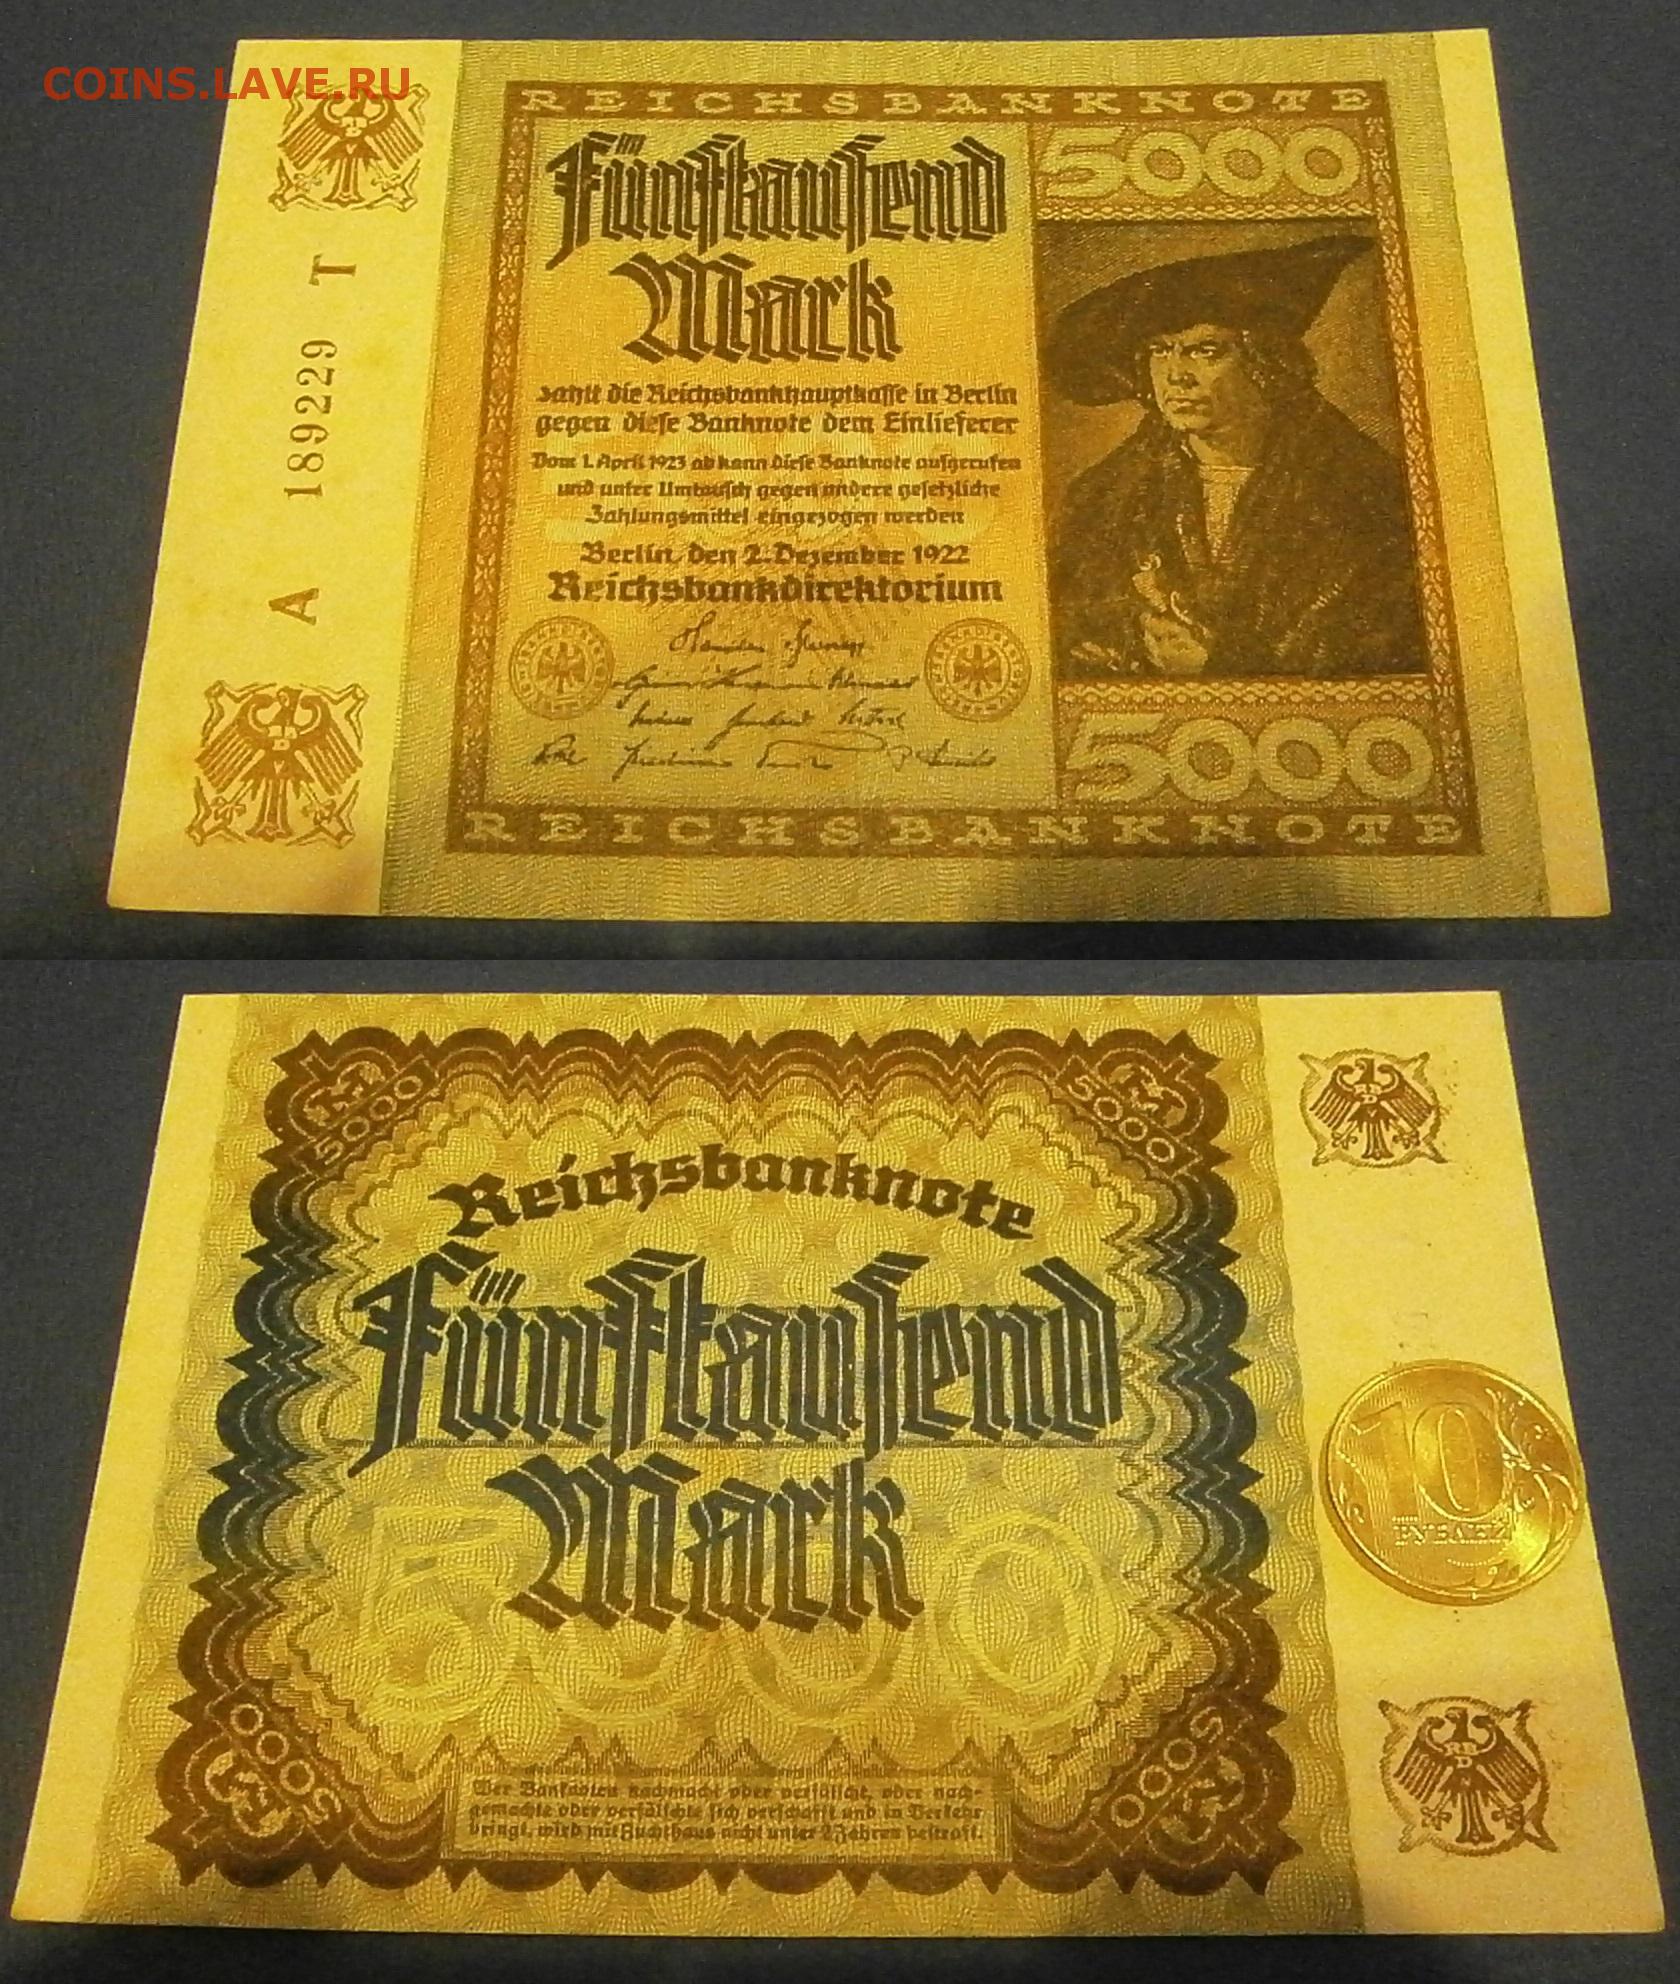 COINS.LAVE.RU
REICHSBANKNOTE
5000
Fünftauſend
Mark
zahlt die Reichsbankhauptkaſſe in Berlin
gegen dieſe Banknote dem Einlieferer
Vom 1. April 1923 ab kann dieſe Banknote aufgerufen
und unter Umtauſch gegen andere geſetzliche
Zahlungsmittel eingezogen werden
Berlin, den 2. Dezember 1922
Reichsbankdirektorium
A 189229 T
5000
REICHSBANKNOTE
5000
5000
Reichsbanknote
Fünftauſend
Mark
5000
5000
5000
Wer Banknoten nachmacht oder verfälſcht, oder nach-
gemachte oder verfälſchte ſich verſchafft und in Verkehr
bringt, wird mit Zuchthaus nicht unter 2 Jahren beſtraft.
10
РУБЛЕЙ